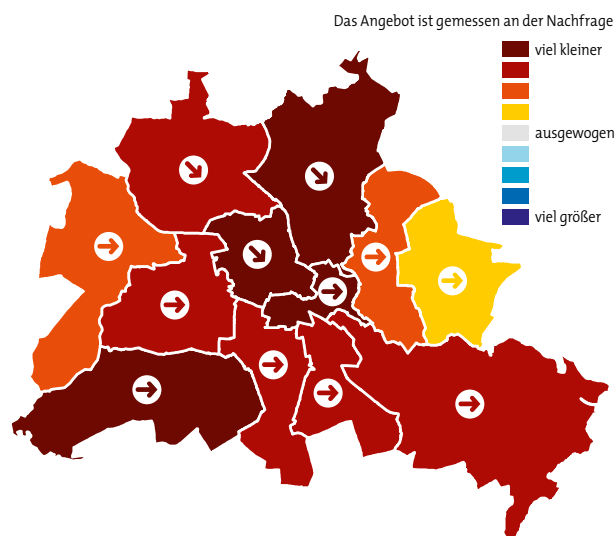 Das Angebot ist gemessen an der Nachfrage
viel kleiner
ausgewogen
viel größer